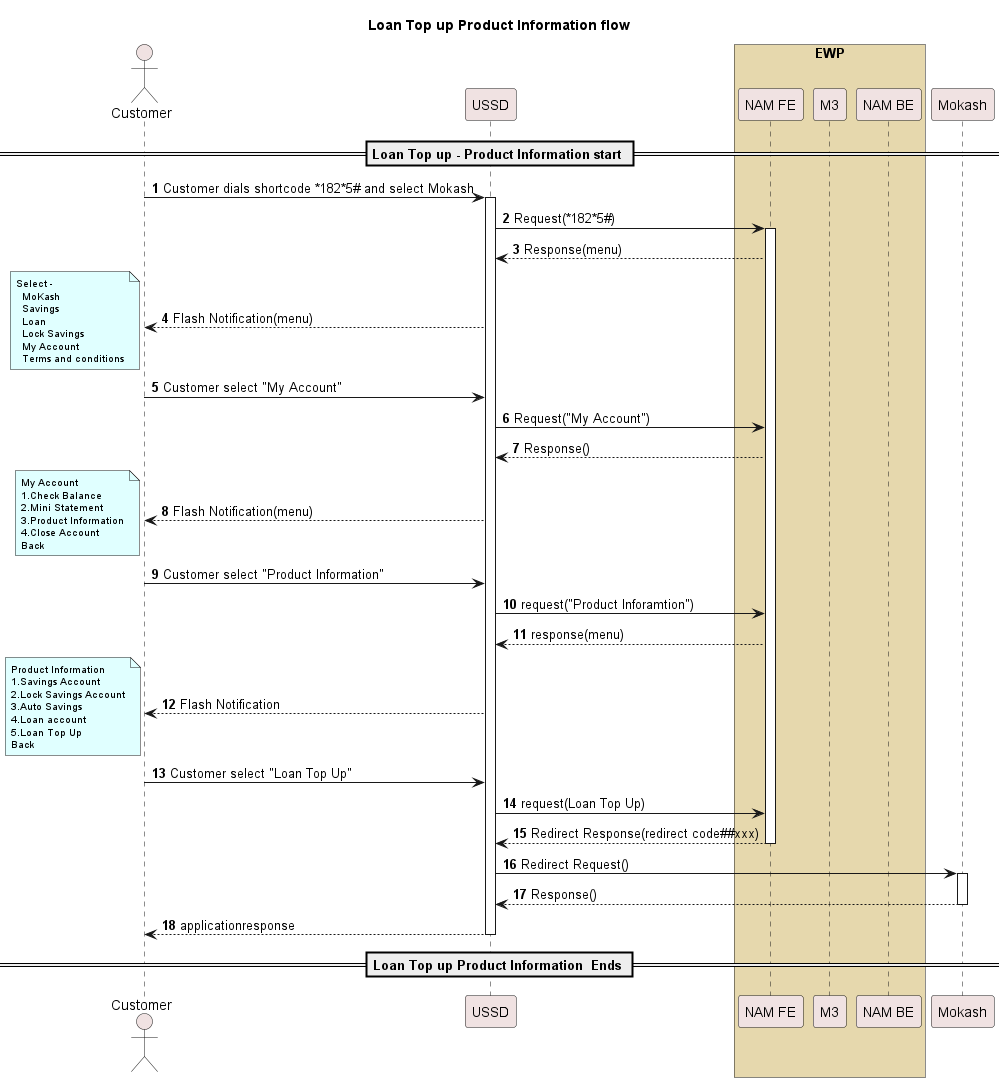 Loan Top up Product Information flow
EWP
Customer
USSD
NAM FE
M3
NAM BE
Mokash
Loan Top up - Product Information start
1 Customer dials shortcode *182*5# and select Mokash
2 Request(*182*5#)
3 Response(menu)
Select -
MoKash
Savings
Loan
Lock Savings
My Account
Terms and conditions
4 Flash Notification(menu)
5 Customer select "My Account"
6 Request("My Account")
7 Response()
My Account
1.Check Balance
2.Mini Statement
3.Product Information
4.Close Account
Back
8 Flash Notification(menu)
9 Customer select "Product Information"
10 request("Product Inforamtion")
11 response(menu)
Product Information
1.Savings Account
2.Lock Savings Account
3.Auto Savings
4.Loan account
5.Loan Top Up
Back
12 Flash Notification
13 Customer select "Loan Top Up"
14 request(Loan Top Up)
15 Redirect Response(redirect code##xxx)
16 Redirect Request()
17 Response()
18 applicationresponse
Loan Top up Product Information  Ends
Customer
USSD
NAM FE
M3
NAM BE
Mokash